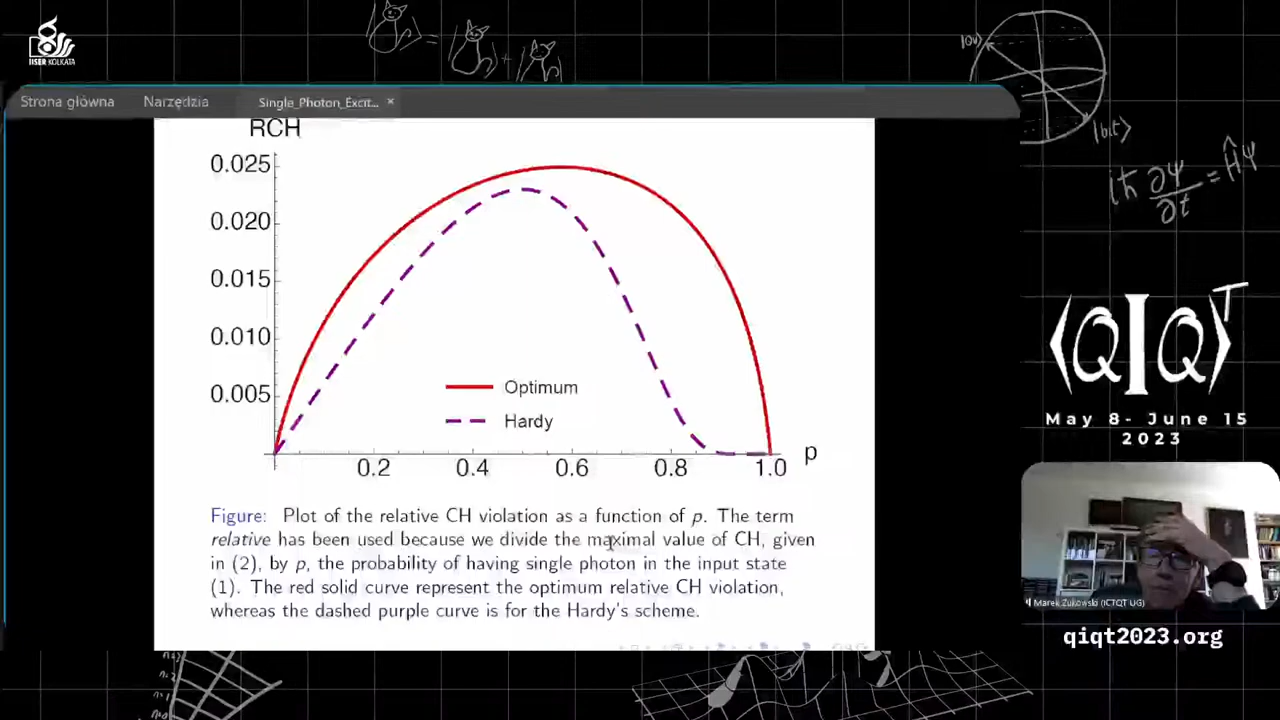 IISER KOLKATA
Strona główna Narzędzia Single_Photon_Excit... ×
RCH
0.025
0.020
0.015
0.010
0.005
Optimum
Hardy
0.2 0.4 0.6 0.8 1.0 p
Figure: Plot of the relative CH violation as a function of p. The term
relative has been used because we divide the maximal value of CH, given
in (2), by p, the probability of having single photon in the input state
(1). The red solid curve represent the optimum relative CH violation,
whereas the dashed purple curve is for the Hardy's scheme.
iħ ∂ψ/∂t = Ĥψ
⟨QIQ⟩ᵀ
May 8- June 15
2023
Marek Żukowski (ICTQT UG)
qiqt2023.org